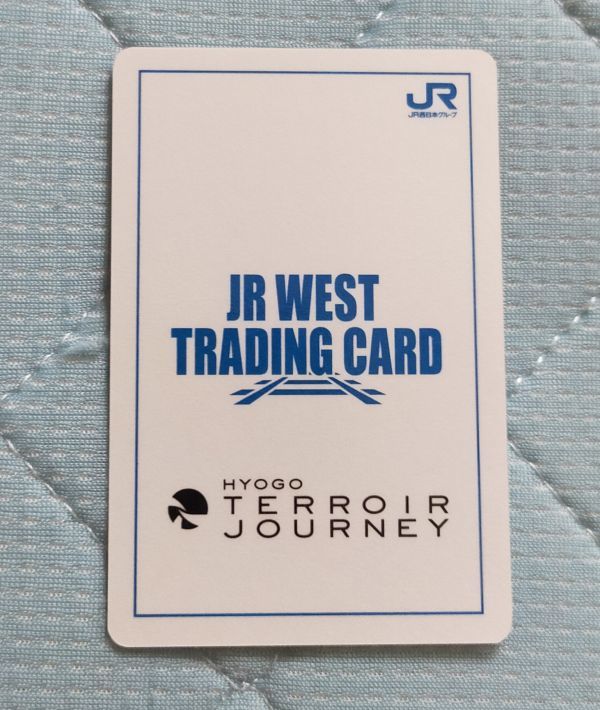 JR
JR西日本グループ
JR WEST
TRADING CARD
HYOGO
TERROIR
JOURNEY